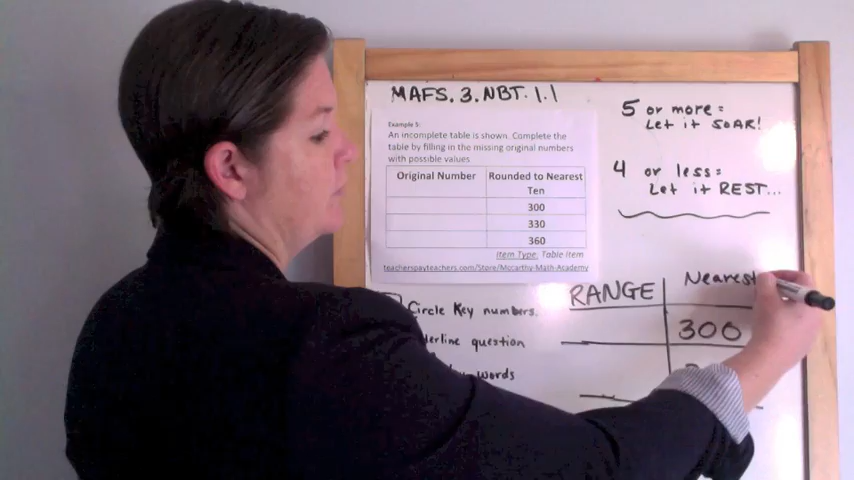 MAFS.3.NBT.1.1
Example 5:
An incomplete table is shown. Complete the
table by filling in the missing original numbers
with possible values
Original Number Rounded to Nearest
Ten
300
330
360
Item Type: Table Item
teacherspayteachers.com/Store/Mccarthy-Math-Academy
5 or more =
Let it SOAR!
4 or less =
Let it REST...
Circle Key numbers.
question
words
RANGE Nearest
300